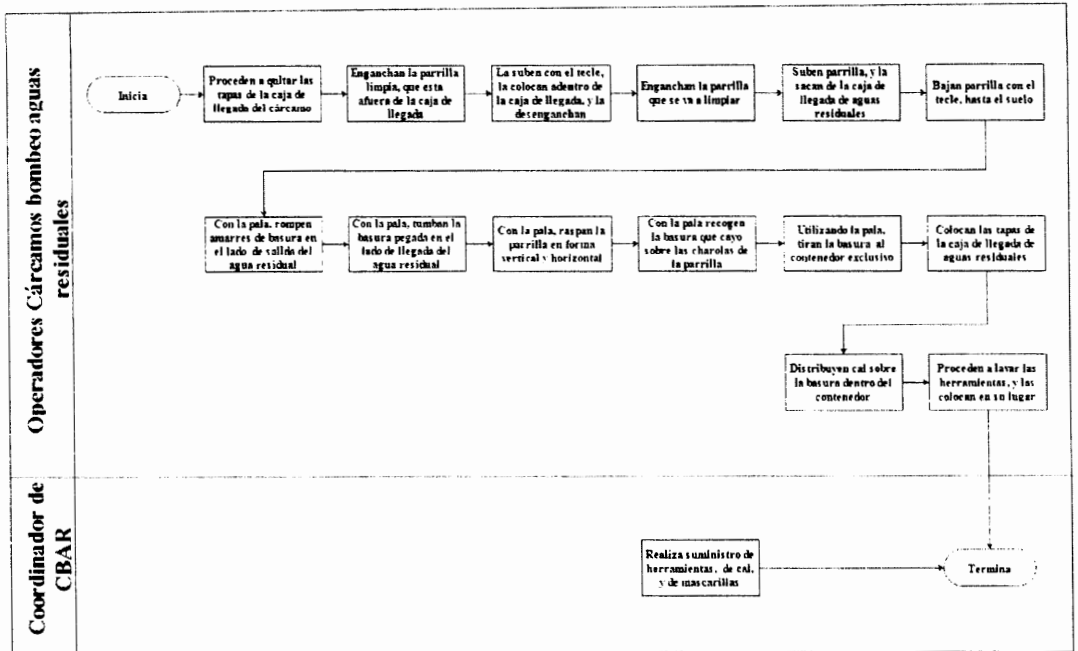 Operadores Cárcamos bombeo aguas
residuales
Inicia
Proceden a quitar las
tapas de la caja de
llegada del cárcamo
Enganchan la parrilla
limpia, que esta
afuera de la caja de
llegada
La suben con el tecle,
la colocan adentro de
la caja de llegada, y la
desenganchan
Enganchan la parrilla
que se va a limpiar
Suben parrilla, y la
sacan de la caja de
llegada de aguas
residuales
Bajan parrilla con el
tecle, hasta el suelo
Con la pala, rompen
amarres de basura en
el lado de salida del
agua residual
Con la pala, tumban la
basura pegada en el
lado de llegada del
agua residual
Con la pala, raspan la
parrilla en forma
vertical y horizontal
Con la pala recogen
la basura que cayo
sobre las charolas de
la parrilla
Utilizando la pala,
tiran la basura al
contenedor exclusivo
Colocan las tapas de
la caja de llegada de
aguas residuales
Distribuyen cal sobre
la basura dentro del
contenedor
Proceden a lavar las
herramientas, y las
colocan en su lugar
Coordinador de
CBAR
Realiza suministro de
herramientas, de cal,
y de mascarillas
Termina